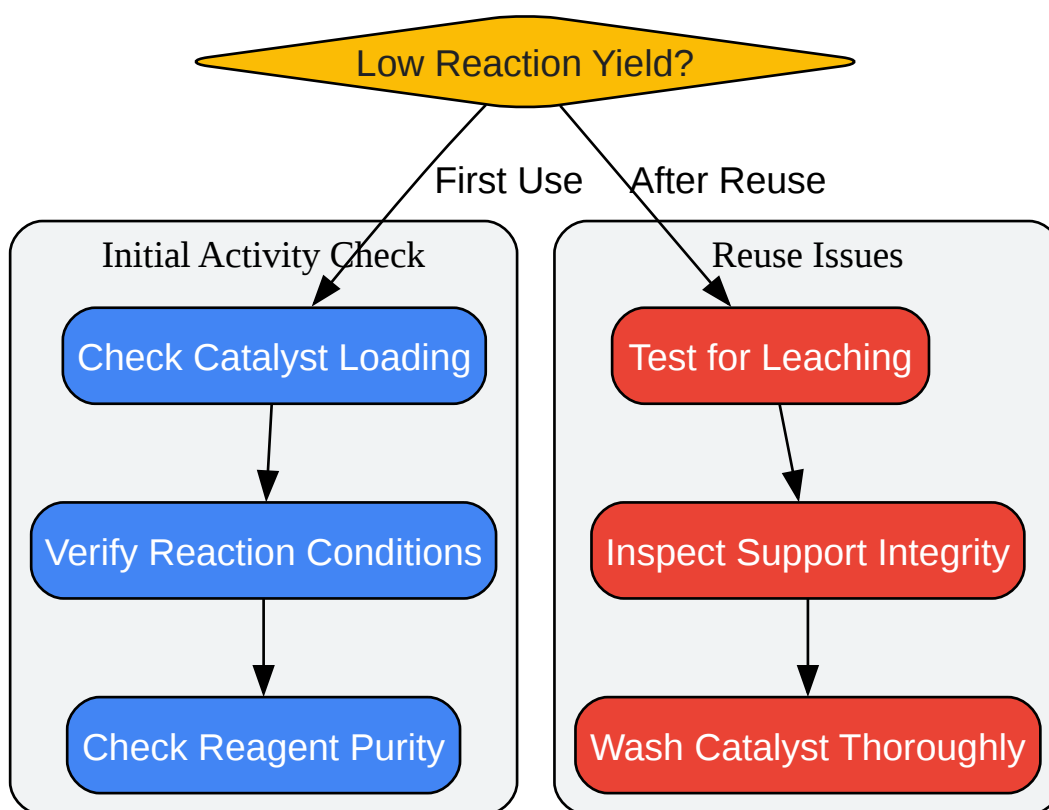 Low Reaction Yield?
First Use
After Reuse
Initial Activity Check
Check Catalyst Loading
Verify Reaction Conditions
Check Reagent Purity
Reuse Issues
Test for Leaching
Inspect Support Integrity
Wash Catalyst Thoroughly